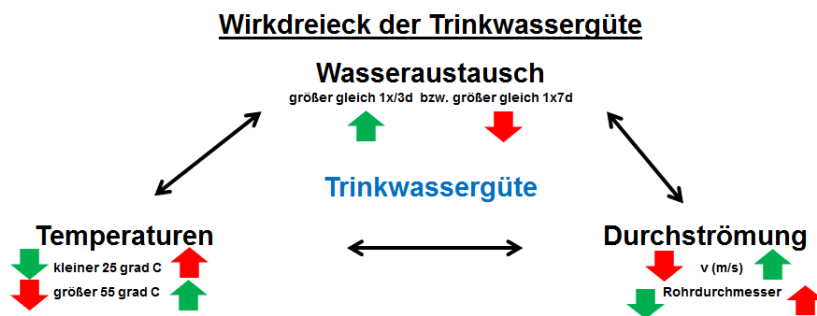 Wirkdreieck der Trinkwassergüte
Wasseraustausch
größer gleich 1x/3d bzw. größer gleich 1x7d
Trinkwassergüte
Temperaturen
kleiner 25 grad C
größer 55 grad C
Durchströmung
v (m/s)
Rohrdurchmesser